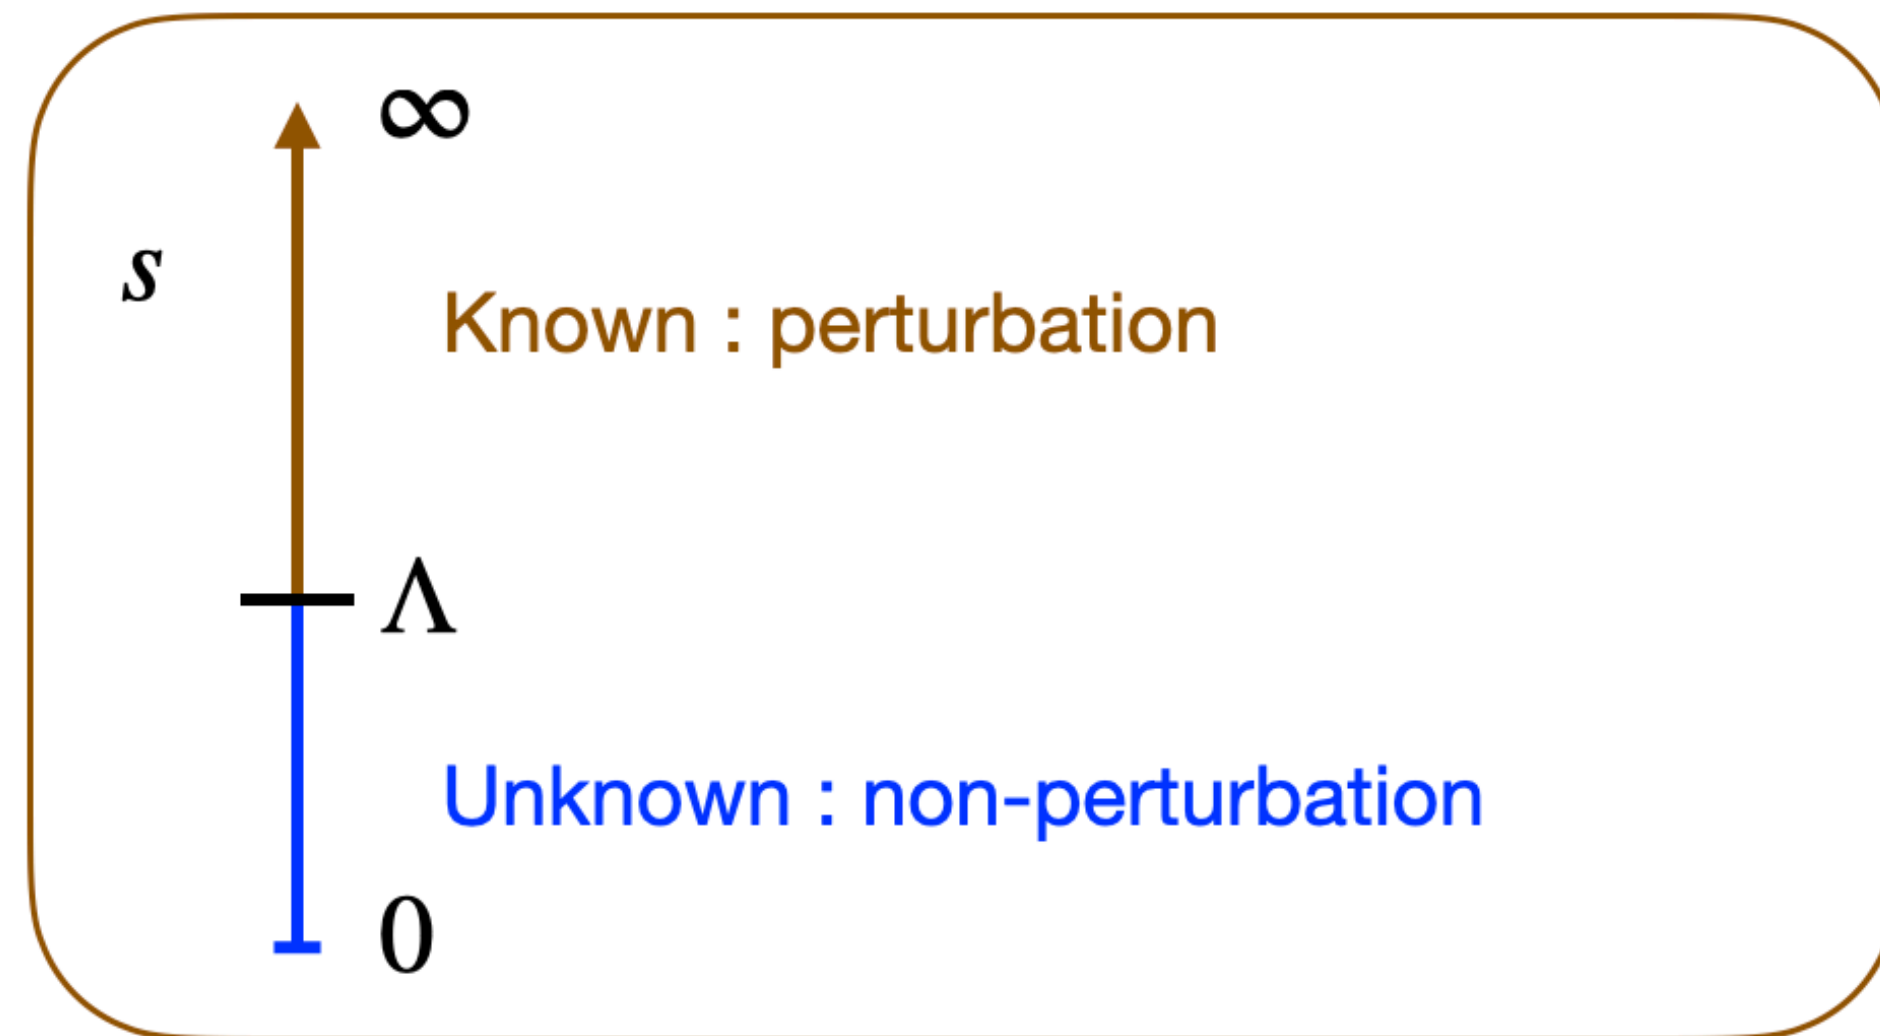 ∞
s
Known : perturbation
Λ
Unknown : non-perturbation
0